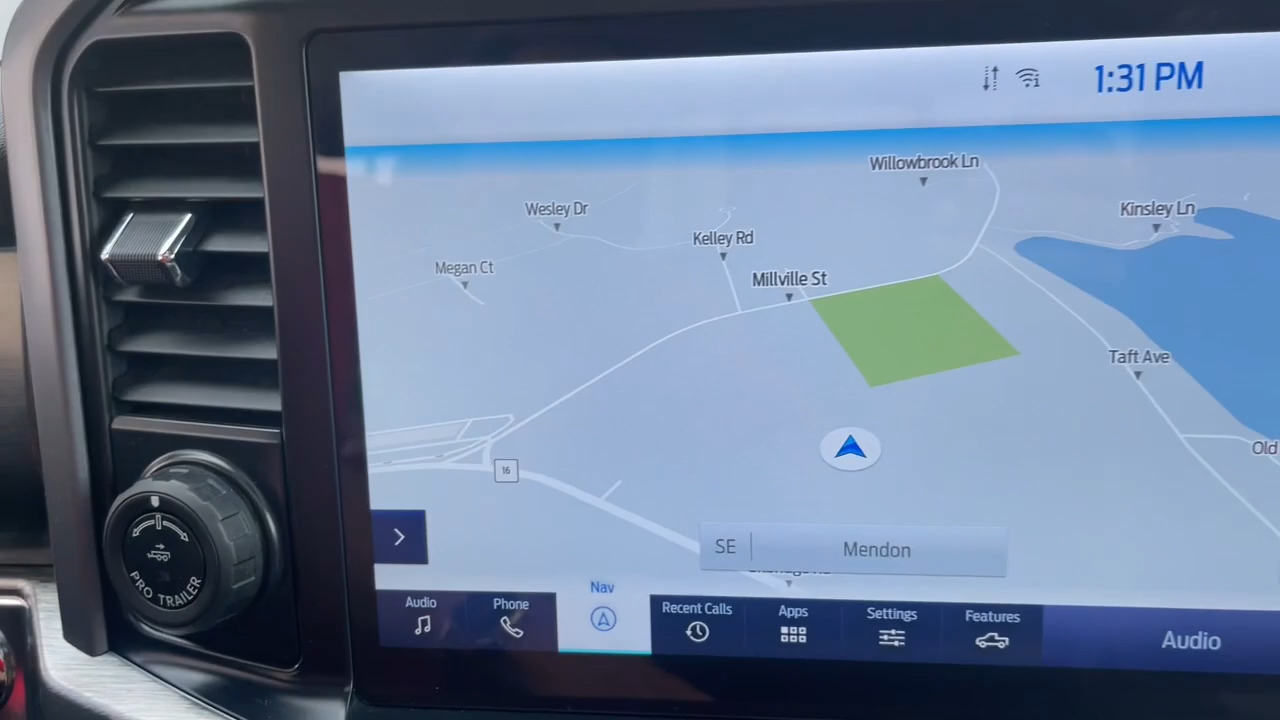 1:31 PM
Willowbrook Ln
Wesley Dr
Kinsley Ln
Kelley Rd
Megan Ct
Millville St
Taft Ave
Old
16
SE
Mendon
Nav
Audio
Phone
Recent Calls
Apps
Settings
Features
Audio
PRO TRAILER